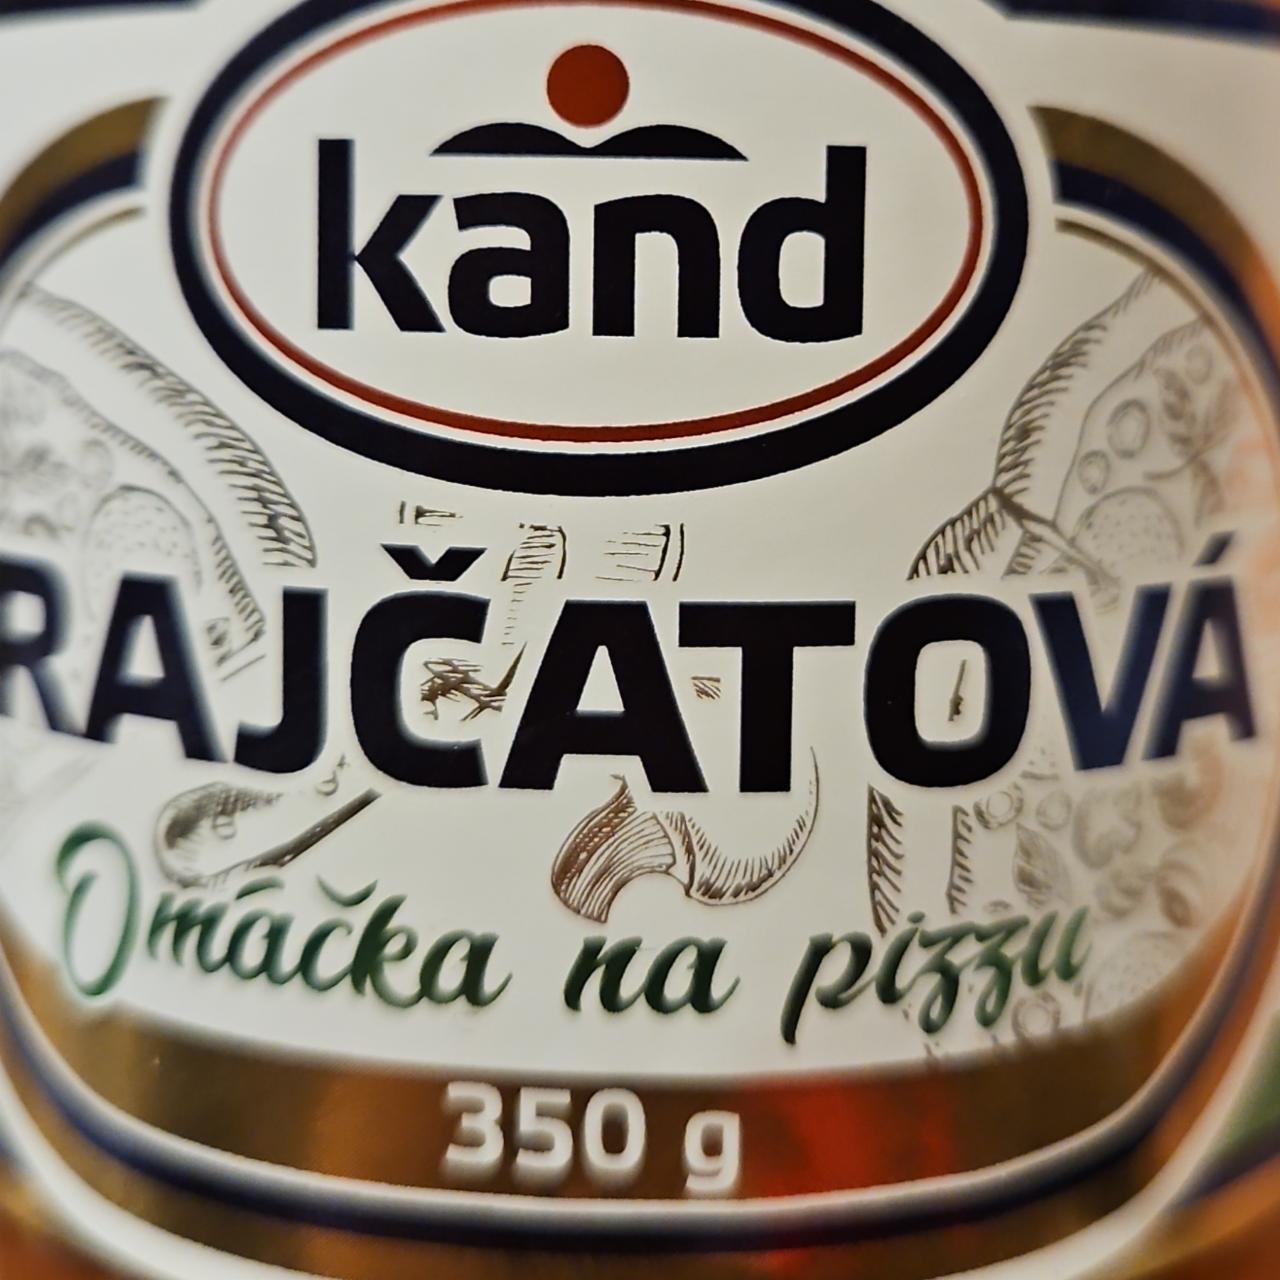 kand
RAJČATOVÁ
Omáčka na pizzu
350 g